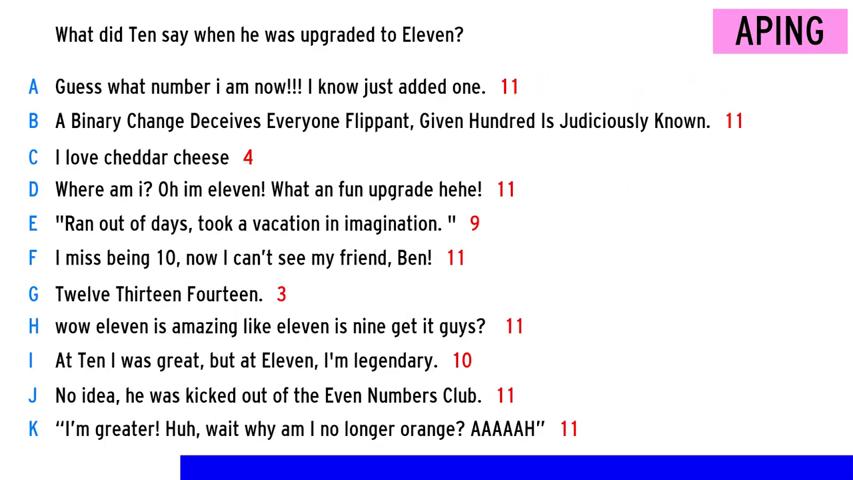 What did Ten say when he was upgraded to Eleven?
APING
A Guess what number i am now!!! I know just added one. 11
B A Binary Change Deceives Everyone Flippant, Given Hundred Is Judiciously Known. 11
C I love cheddar cheese 4
D Where am i? Oh im eleven! What an fun upgrade hehe! 11
E "Ran out of days, took a vacation in imagination. " 9
F I miss being 10, now I can't see my friend, Ben! 11
G Twelve Thirteen Fourteen. 3
H wow eleven is amazing like eleven is nine get it guys? 11
I At Ten I was great, but at Eleven, I'm legendary. 10
J No idea, he was kicked out of the Even Numbers Club. 11
K “I’m greater! Huh, wait why am I no longer orange? AAAAAH” 11